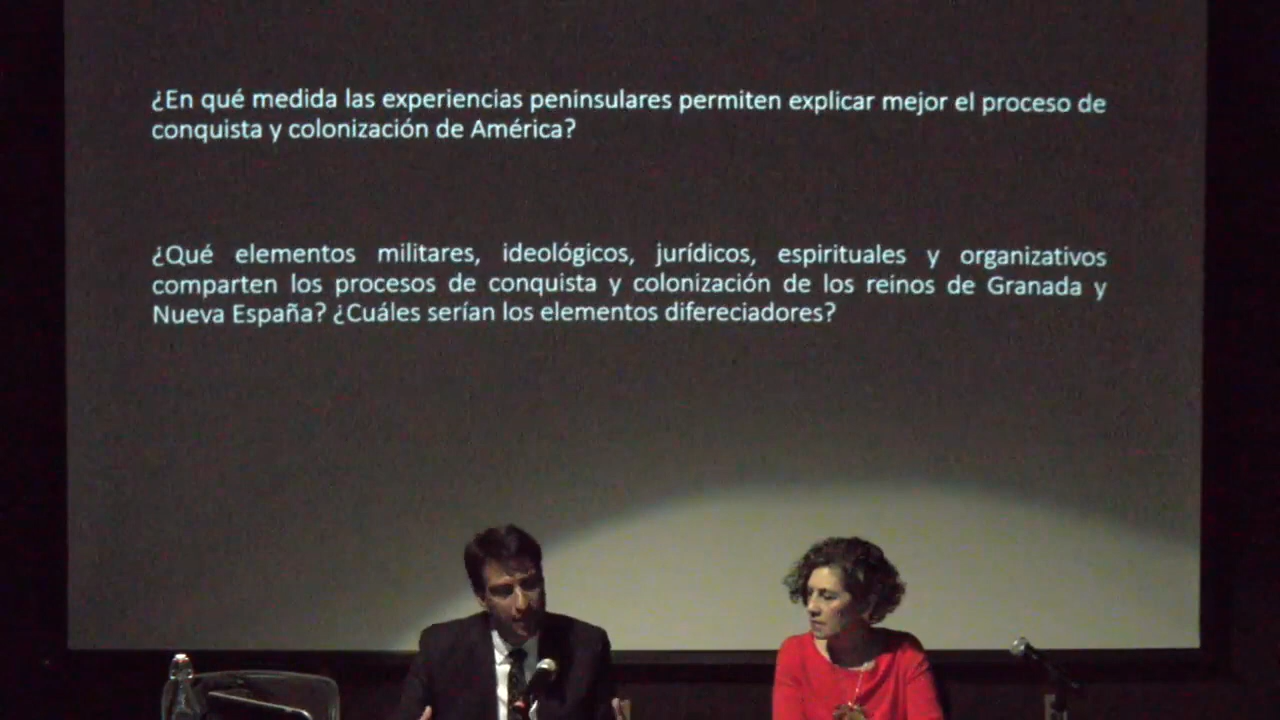 ¿En qué medida las experiencias peninsulares permiten explicar mejor el proceso de
conquista y colonización de América?
¿Qué elementos militares, ideológicos, jurídicos, espirituales y organizativos
comparten los procesos de conquista y colonización de los reinos de Granada y
Nueva España? ¿Cuáles serían los elementos difereciadores?